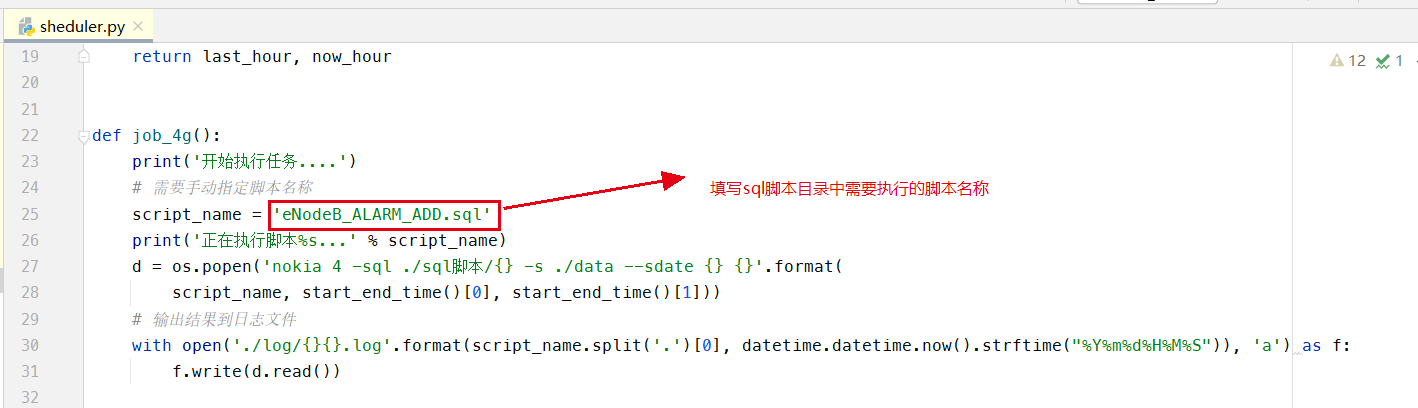 sheduler.py
19 return last_hour, now_hour
12 1
20
21
22 def job_4g():
23 print('开始执行任务....')
24 # 需要手动指定脚本名称
填写sql脚本目录中需要执行的脚本名称
25 script_name = 'eNodeB_ALARM_ADD.sql'
26 print('正在执行脚本%s...' % script_name)
27 d = os.popen('nokia 4 -sql ./sql脚本/{} -s ./data --sdate {} {}'.format(
28 script_name, start_end_time()[0], start_end_time()[1]))
29 # 输出结果到日志文件
30 with open('./log/{}{}.log'.format(script_name.split('.')[0], datetime.datetime.now().strftime("%Y%m%d%H%M%S")), 'a') as f:
31 f.write(d.read())
32